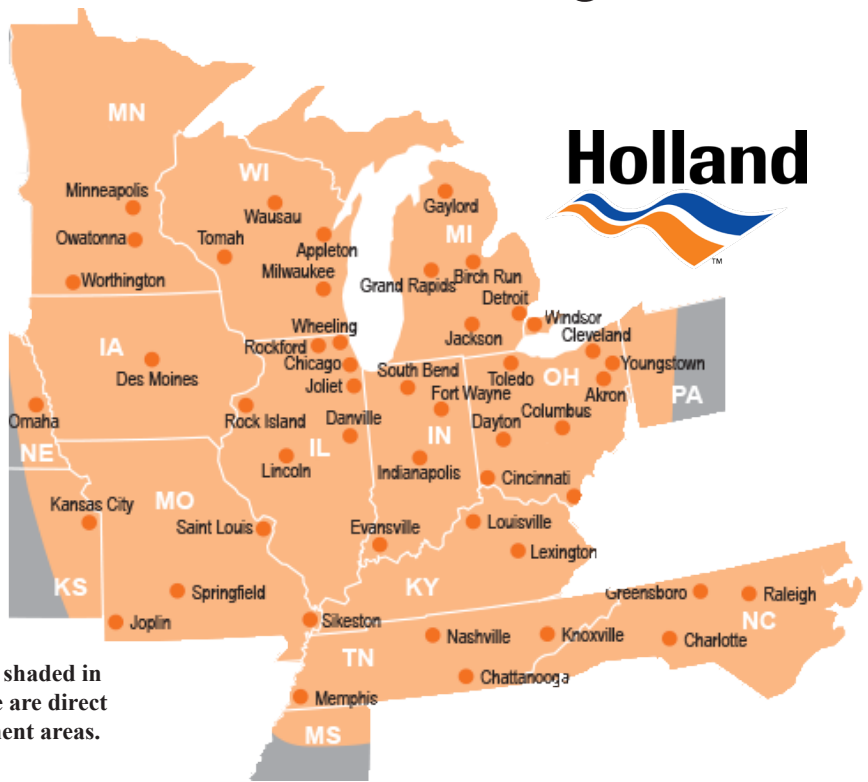 Holland
™
MN
WI
MI
Minneapolis
Owatonna
Worthington
Wausau
Tomah
Appleton
Milwaukee
Gaylord
Grand Rapids
Birch Run
Detroit
Jackson
Windsor
Cleveland
Youngstown
Akron
Toledo
OH
PA
IA
Des Moines
Omaha
NE
Wheeling
Rockford
Chicago
Joliet
Rock Island
Danville
IL
Lincoln
South Bend
Fort Wayne
IN
Indianapolis
Dayton
Columbus
Cincinnati
Kansas City
MO
Saint Louis
KS
Springfield
Joplin
Sikeston
Evansville
Louisville
Lexington
KY
Greensboro
Raleigh
NC
Charlotte
Nashville
Knoxville
TN
Chattanooga
Memphis
MS
shaded in
are direct
areas.